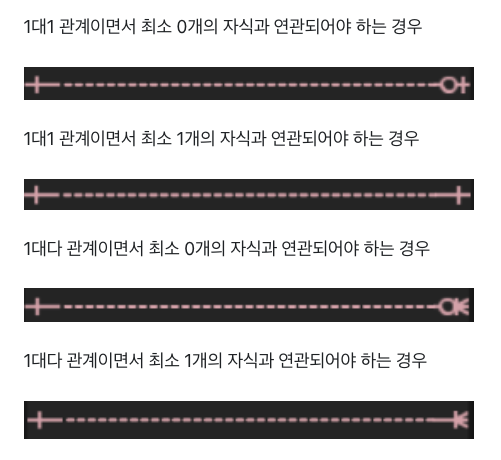 1대1 관계이면서 최소 0개의 자식과 연관되어야 하는 경우
1대1 관계이면서 최소 1개의 자식과 연관되어야 하는 경우
1대다 관계이면서 최소 0개의 자식과 연관되어야 하는 경우
1대다 관계이면서 최소 1개의 자식과 연관되어야 하는 경우